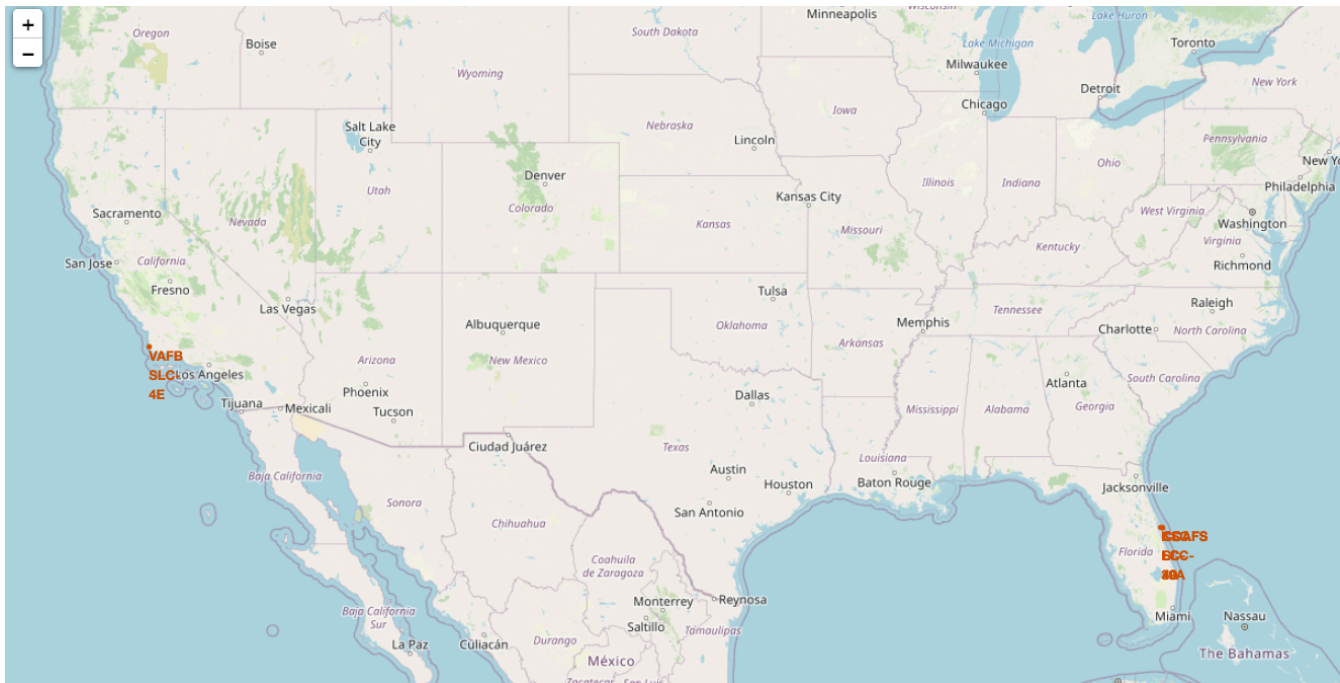 +
−
Oregon
Boise
Wyoming
South Dakota
Minneapolis
Wisconsin
Lake Michigan
Lake Huron
Toronto
Milwaukee
Detroit
New York
Chicago
Iowa
Nebraska
Lincoln
Salt Lake
City
Utah
Denver
Colorado
Kansas
Kansas City
Missouri
Illinois
Indiana
Ohio
Pennsylvania
New Yo
Philadelphia
Washington
West Virginia
Virginia
Richmond
Kentucky
Sacramento
Nevada
San Jose
California
Fresno
Las Vegas
Albuquerque
New Mexico
Arizona
Phoenix
Tucson
Tulsa
Oklahoma
Memphis
Arkansas
Tennessee
Raleigh
Charlotte
North Carolina
South Carolina
Atlanta
Georgia
Alabama
Mississippi
VAFB
SLC-
4E
Los Angeles
Tijuana
Mexicali
Dallas
Ciudad Juárez
Texas
Austin
Houston
San Antonio
Louisiana
Baton Rouge
Jacksonville
Florida
Miami
Nassau
The Bahamas
Baja California
Sonora
Chihuahua
Coahuila
de Zaragoza
Monterrey
Reynosa
Saltillo
Tamaulipas
Baja California
Sur
La Paz
Culiacán
Durango
México
Zacatecas